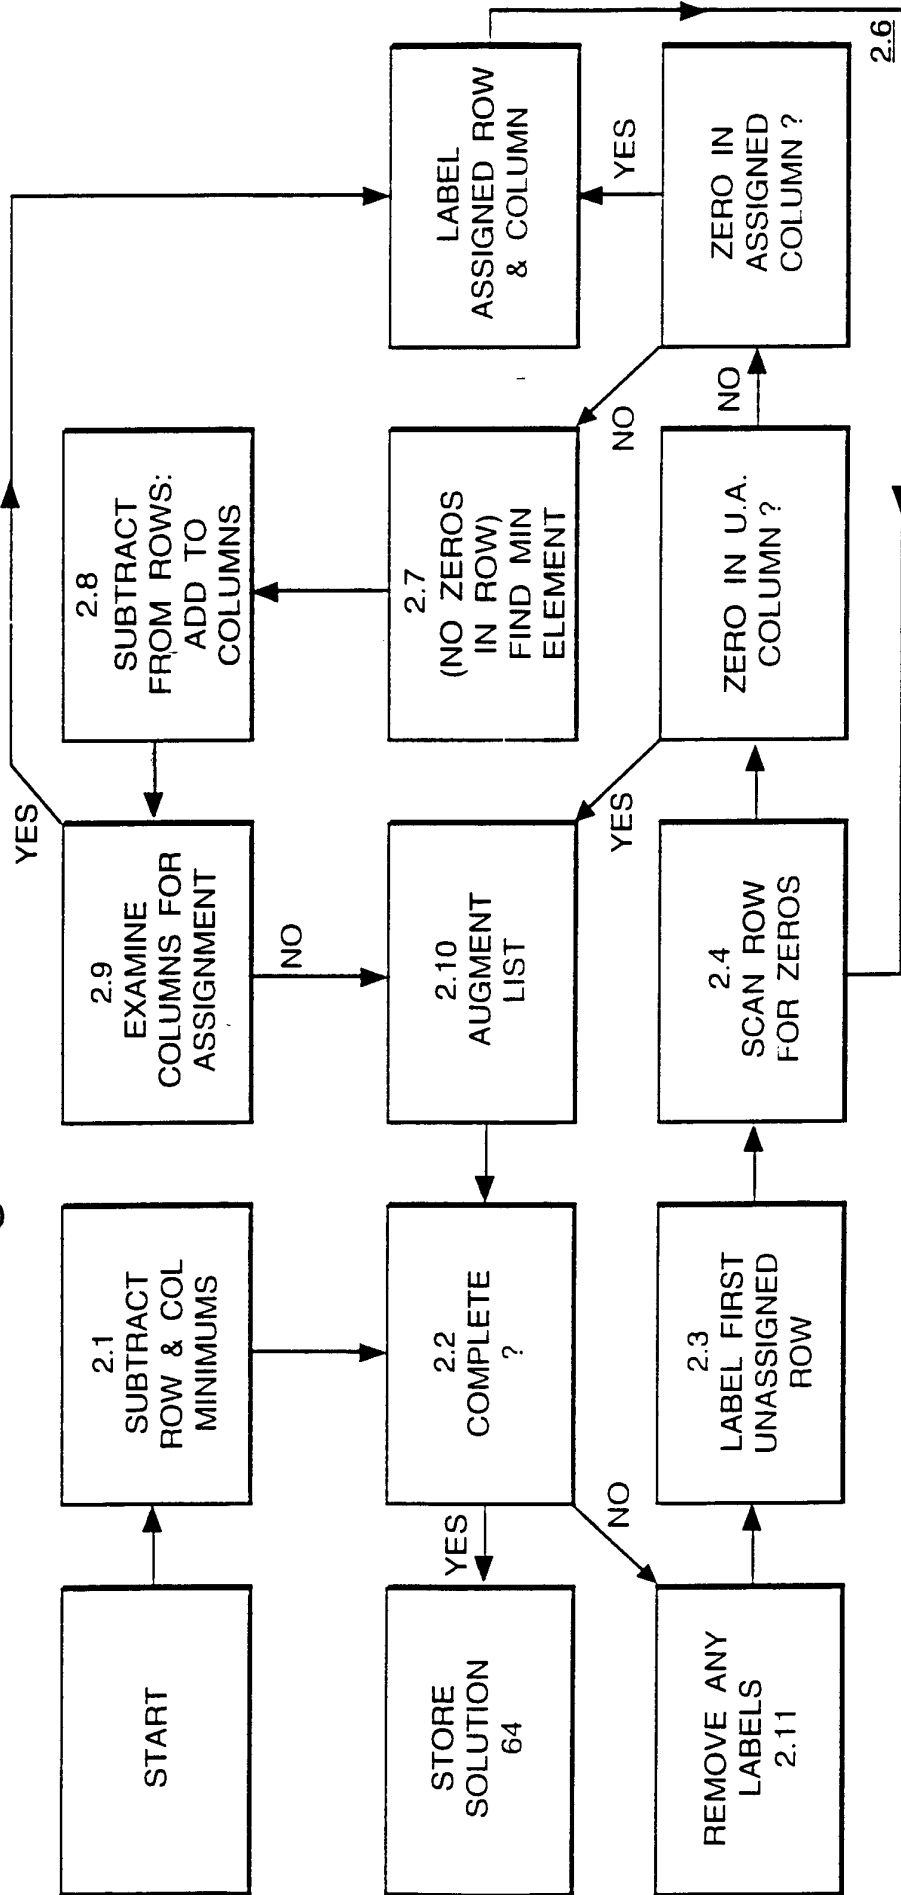 START
2.1
SUBTRACT
ROW & COL
MINIMUMS
2.9
EXAMINE
COLUMNS FOR
ASSIGNMENT
YES
NO
2.8
SUBTRACT
FROM ROWS:
ADD TO
COLUMNS
STORE
SOLUTION
64
YES
2.2
COMPLETE
?
NO
2.10
AUGMENT
LIST
YES
2.7
(NO ZEROS
IN ROW)
FIND MIN
ELEMENT
NO
LABEL
ASSIGNED ROW
& COLUMN
YES
REMOVE ANY
LABELS
2.11
2.3
LABEL FIRST
UNASSIGNED
ROW
2.4
SCAN ROW
FOR ZEROS
ZERO IN U.A.
COLUMN ?
NO
ZERO IN
ASSIGNED
COLUMN ?
2.6